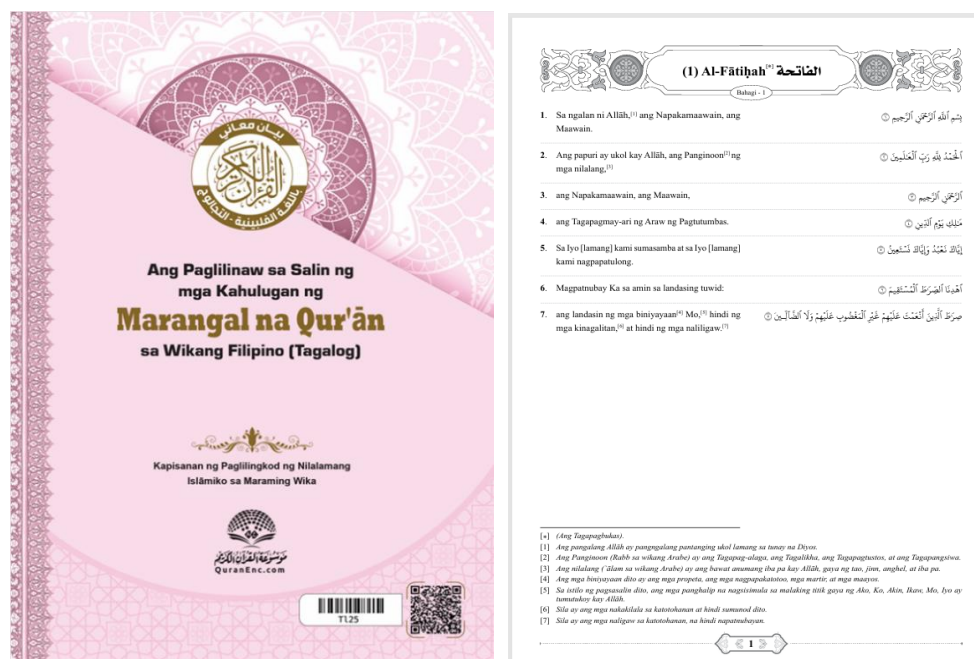 بيان معاني
القرآن الكريم
باللغة الفلبينية - التجالوج
Ang Paglilinaw sa Salin ng
mga Kahulugan ng
Marangal na Qur'ān
sa Wikang Filipino (Tagalog)
Kapisanan ng Paglilingkod ng Nilalamang
Islāmiko sa Maraming Wika
موسوعة القرآن الكريم
QuranEnc.com
TL25
(1) Al-Fātiḥah[*] الفاتحة
Bahagi - 1
1. Sa ngalan ni Allāh,[1] ang Napakamaawain, ang
Maawain.
بِسْمِ ٱللَّهِ ٱلرَّحْمَٰنِ ٱلرَّحِيمِ ①
2. Ang papuri ay ukol kay Allāh, ang Panginoon[2] ng
mga nilalang,[3]
ٱلْحَمْدُ لِلَّهِ رَبِّ ٱلْعَٰلَمِينَ ②
3. ang Napakamaawain, ang Maawain,
ٱلرَّحْمَٰنِ ٱلرَّحِيمِ ③
4. ang Tagapagmay-ari ng Araw ng Pagtutumbas.
مَٰلِكِ يَوْمِ ٱلدِّينِ ④
5. Sa Iyo [lamang] kami sumasamba at sa Iyo [lamang]
kami nagpapatulong.
إِيَّاكَ نَعْبُدُ وَإِيَّاكَ نَسْتَعِينُ ⑤
6. Magpatnubay Ka sa amin sa landasing tuwid:
ٱهْدِنَا ٱلصِّرَٰطَ ٱلْمُسْتَقِيمَ ⑥
7. ang landasin ng mga biniyayaan[4] Mo,[5] hindi ng
mga kinagalitan,[6] at hindi ng mga naliligaw.[7]
صِرَٰطَ ٱلَّذِينَ أَنْعَمْتَ عَلَيْهِمْ غَيْرِ ٱلْمَغْضُوبِ عَلَيْهِمْ وَلَا ٱلضَّآلِّينَ ⑦
[*] (Ang Tagapagbukas).
[1] Ang pangalang Allāh ay pangngalang pantanging ukol lamang sa tunay na Diyos.
[2] Ang Panginoon (Rabb sa wikang Arabe) ay ang Tagapag-alaga, ang Tagalikha, ang Tagapagtustos, at ang Tagapangsiwa.
[3] Ang nilalang (`ālam sa wikang Arabe) ay ang bawat anumang iba pa kay Allāh, gaya ng tao, jinn, anghel, at iba pa.
[4] Ang mga biniyayaan dito ay ang mga propeta, ang mga nagpapakatotoo, mga martir, at mga maayos.
[5] Sa istilo ng pagsasalin dito, ang mga panghalip na nagsisimula sa malaking titik gaya ng Ako, Ko, Akin, Ikaw, Mo, Iyo ay
tumutukoy kay Allāh.
[6] Sila ay ang mga nakakilala sa katotohanan at hindi sumunod dito.
[7] Sila ay ang mga naligaw sa katotohanan, na hindi napatnubayan.
1